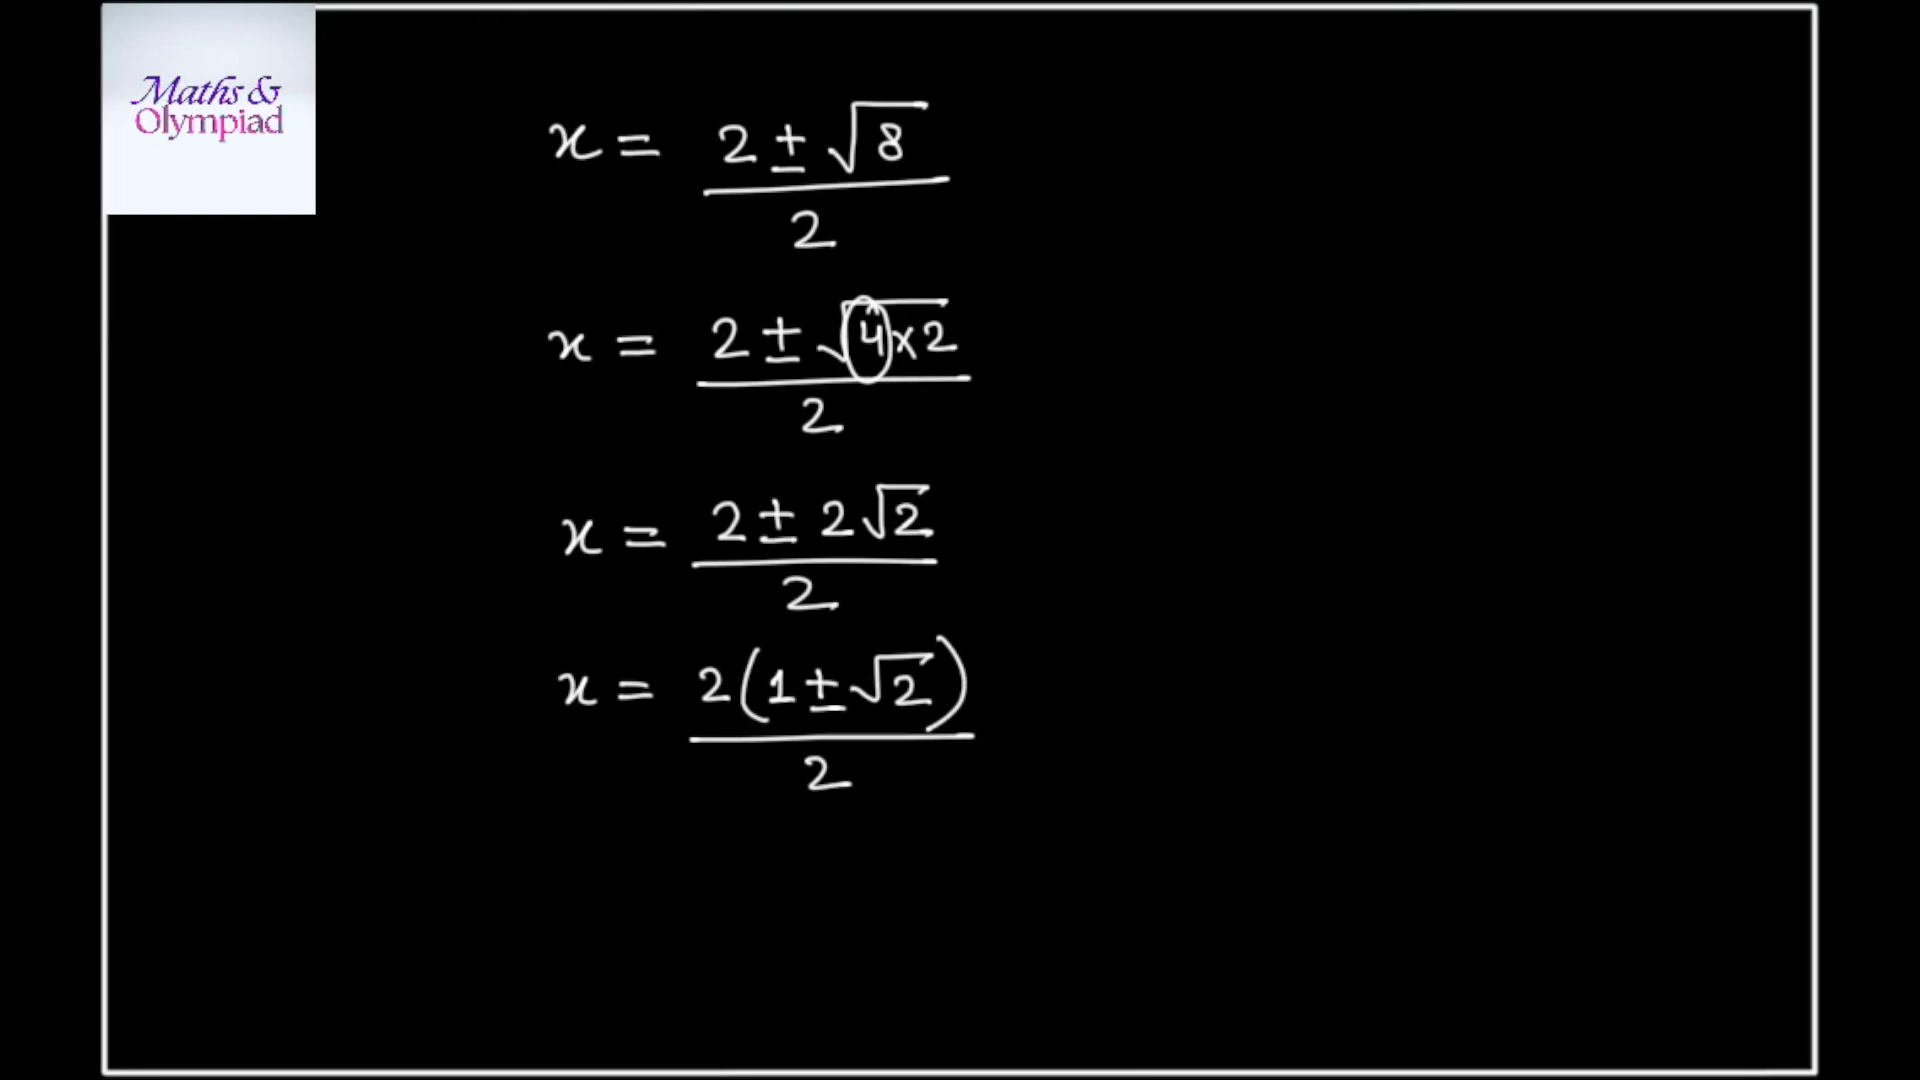 Maths &
Olympiad
x = (2 ± √8)/2
x = (2 ± √(4×2))/2
x = (2 ± 2√2)/2
x = 2(1 ± √2)/2